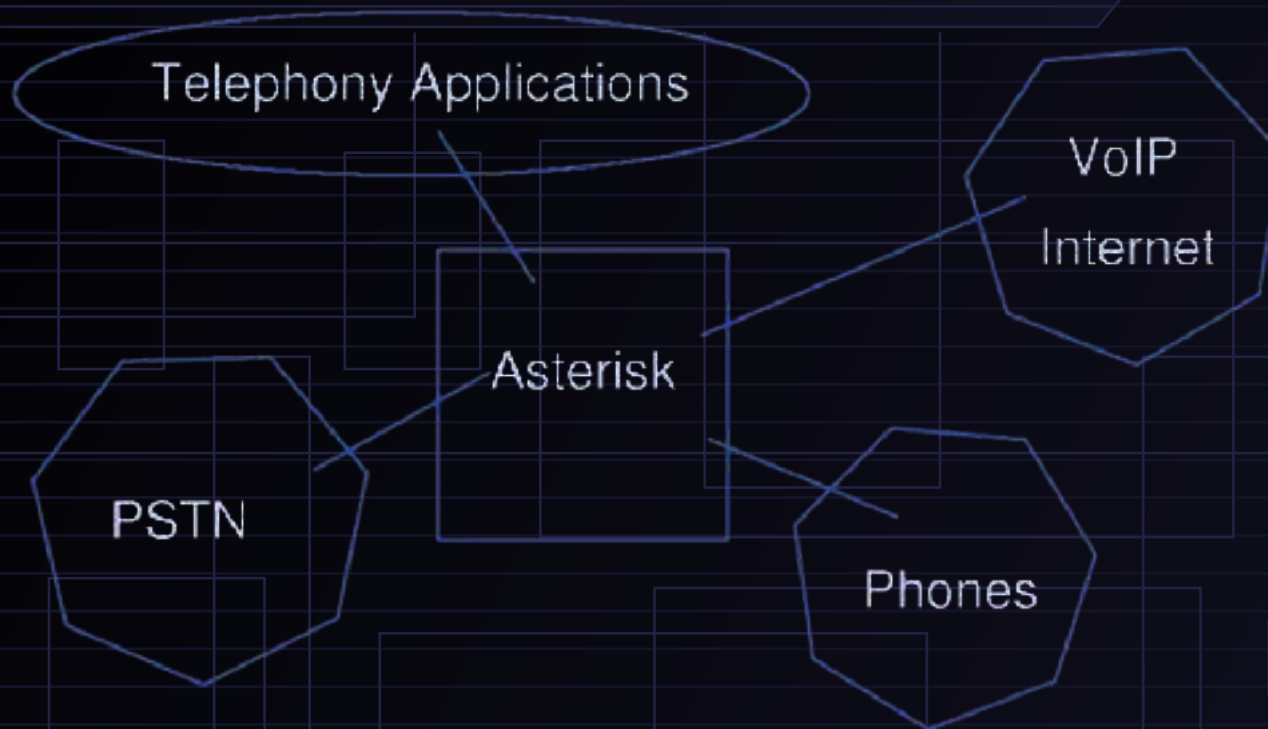 Telephony Applications
VoIP
Internet
Asterisk
PSTN
Phones